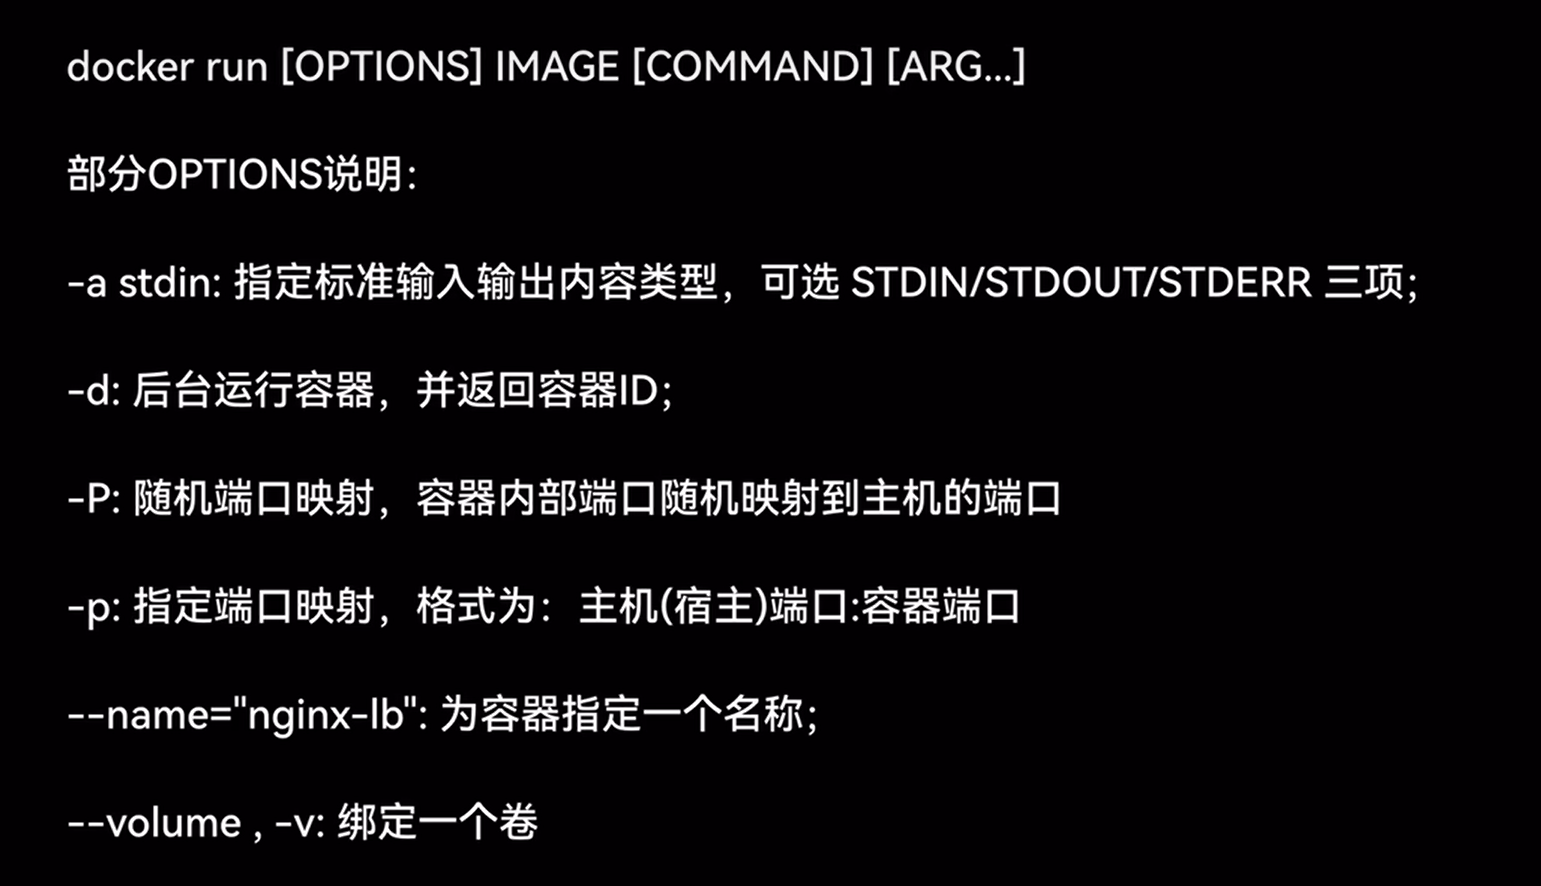 docker run [OPTIONS] IMAGE [COMMAND] [ARG...]
部分OPTIONS说明：
-a stdin: 指定标准输入输出内容类型，可选 STDIN/STDOUT/STDERR 三项；
-d: 后台运行容器，并返回容器ID；
-P: 随机端口映射，容器内部端口随机映射到主机的端口
-p: 指定端口映射，格式为：主机(宿主)端口:容器端口
--name="nginx-lb": 为容器指定一个名称；
--volume , -v: 绑定一个卷